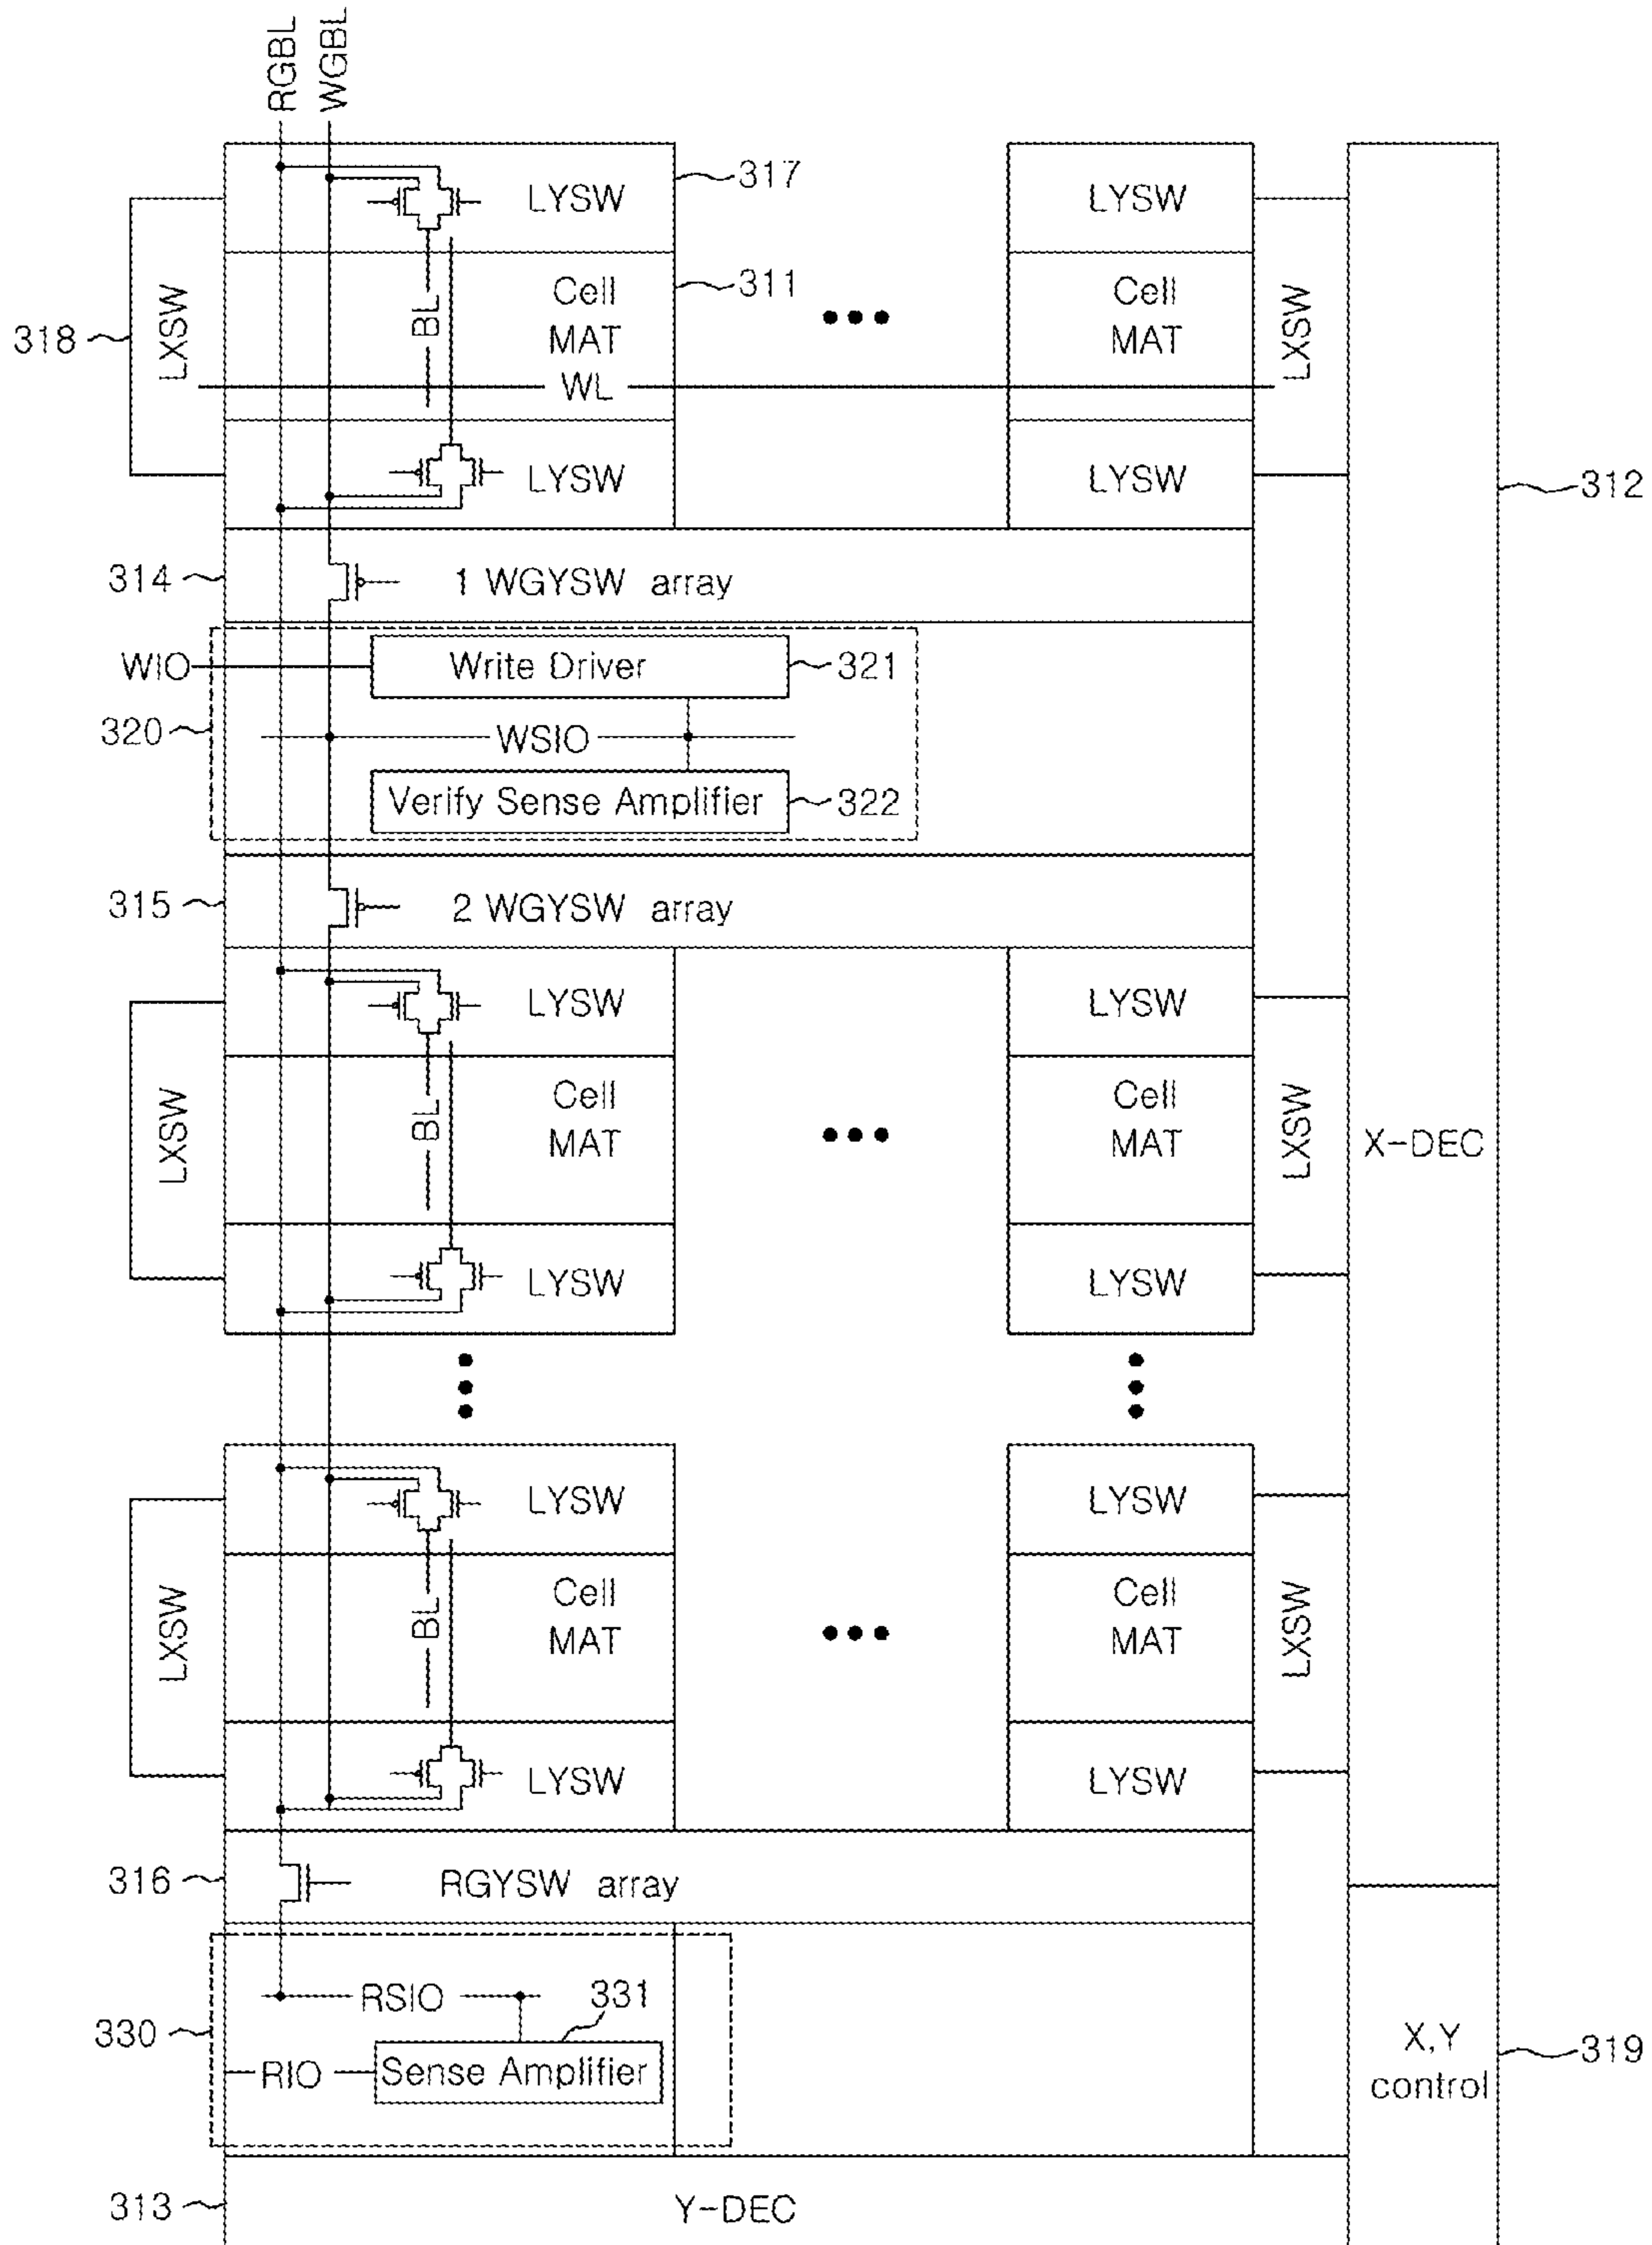 RGBL
WGBL
LYSW
317
LYSW
318
LXSW
BL
Cell
MAT
311
Cell
MAT
LXSW
WL
LYSW
LYSW
312
314
1 WGYSW array
WIO
Write Driver
321
320
WSIO
Verify Sense Amplifier
322
315
2 WGYSW array
LYSW
LYSW
LXSW
BL
Cell
MAT
Cell
MAT
LXSW
X-DEC
LYSW
LYSW
LYSW
LYSW
LXSW
BL
Cell
MAT
Cell
MAT
LXSW
LYSW
LYSW
316
RGYSW array
RSIO
331
330
RIO
Sense Amplifier
X,Y
control
319
313
Y-DEC